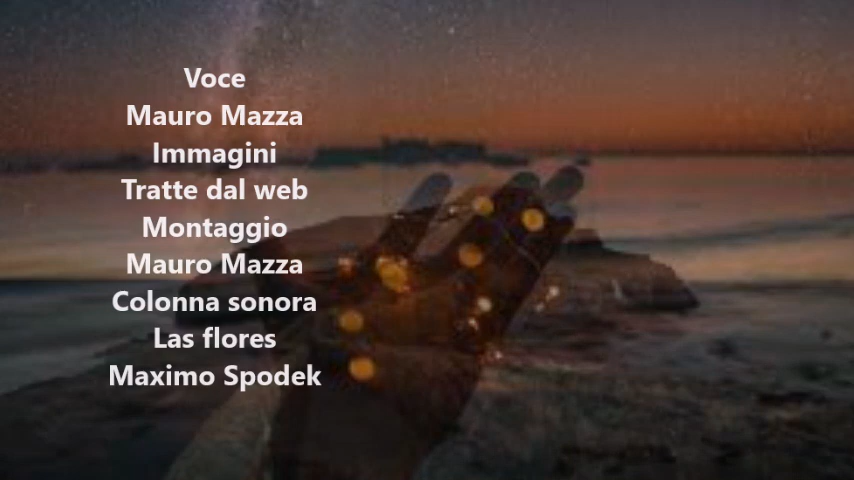 Voce
Mauro Mazza
Immagini
Tratte dal web
Montaggio
Mauro Mazza
Colonna sonora
Las flores
Maximo Spodek